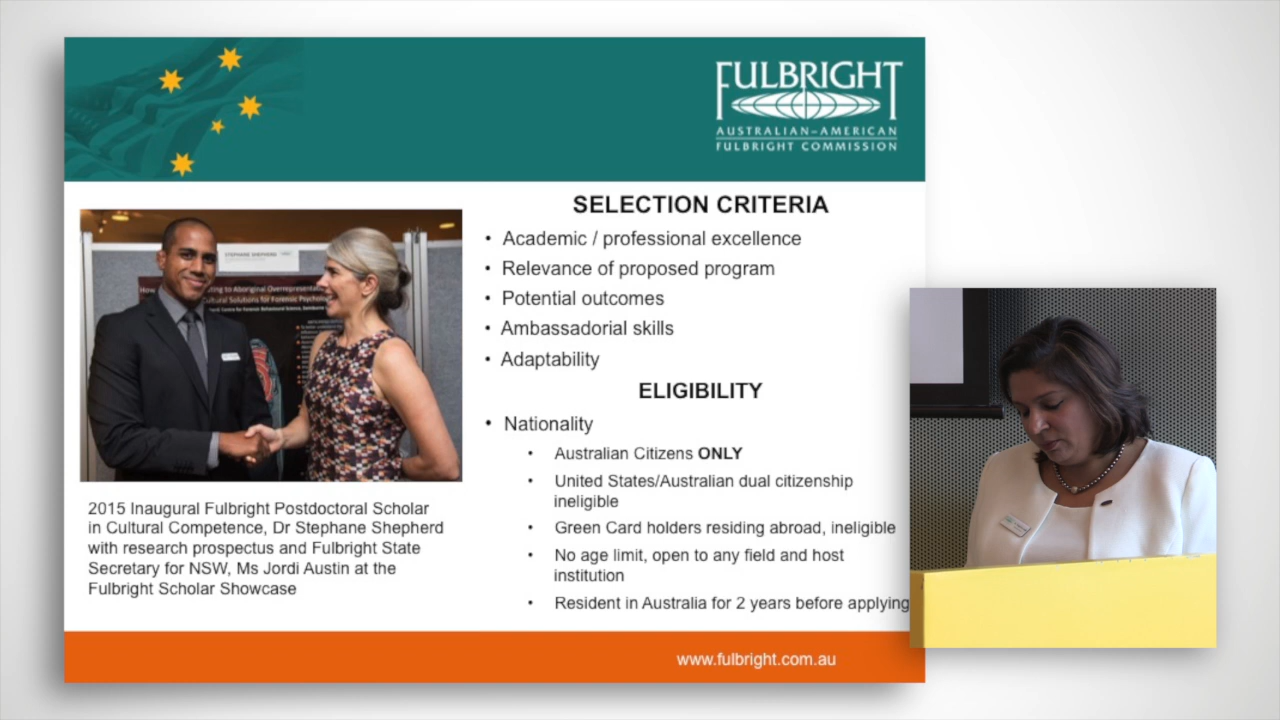 FULBRIGHT
AUSTRALIAN–AMERICAN
FULBRIGHT COMMISSION
STEPHANE SHEPHERD
2015 Inaugural Fulbright Postdoctoral Scholar
in Cultural Competence, Dr Stephane Shepherd
with research prospectus and Fulbright State
Secretary for NSW, Ms Jordi Austin at the
Fulbright Scholar Showcase
SELECTION CRITERIA
• Academic / professional excellence
• Relevance of proposed program
• Potential outcomes
• Ambassadorial skills
• Adaptability
ELIGIBILITY
• Nationality
• Australian Citizens ONLY
• United States/Australian dual citizenship
ineligible
• Green Card holders residing abroad, ineligible
• No age limit, open to any field and host
institution
• Resident in Australia for 2 years before applying
www.fulbright.com.au